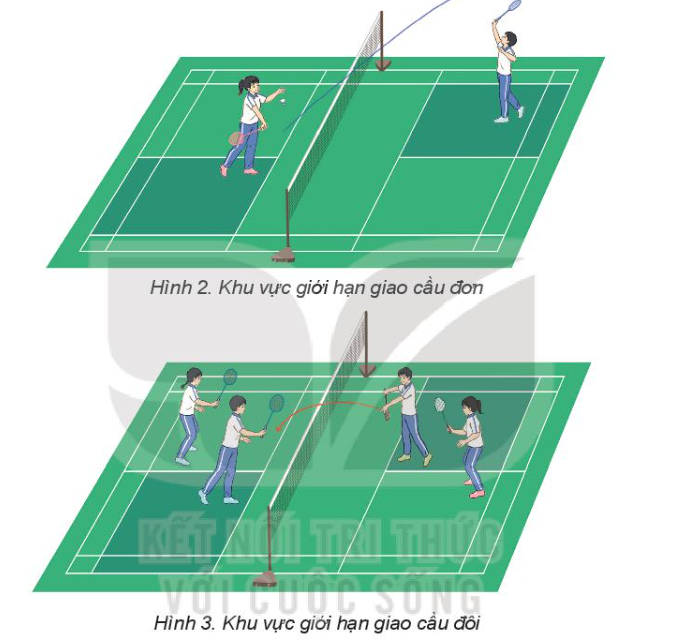 Hình 2. Khu vực giới hạn giao cầu đơn
KẾT NỐI TRI THỨC
VỚI CUỘC SỐNG
Hình 3. Khu vực giới hạn giao cầu đôi